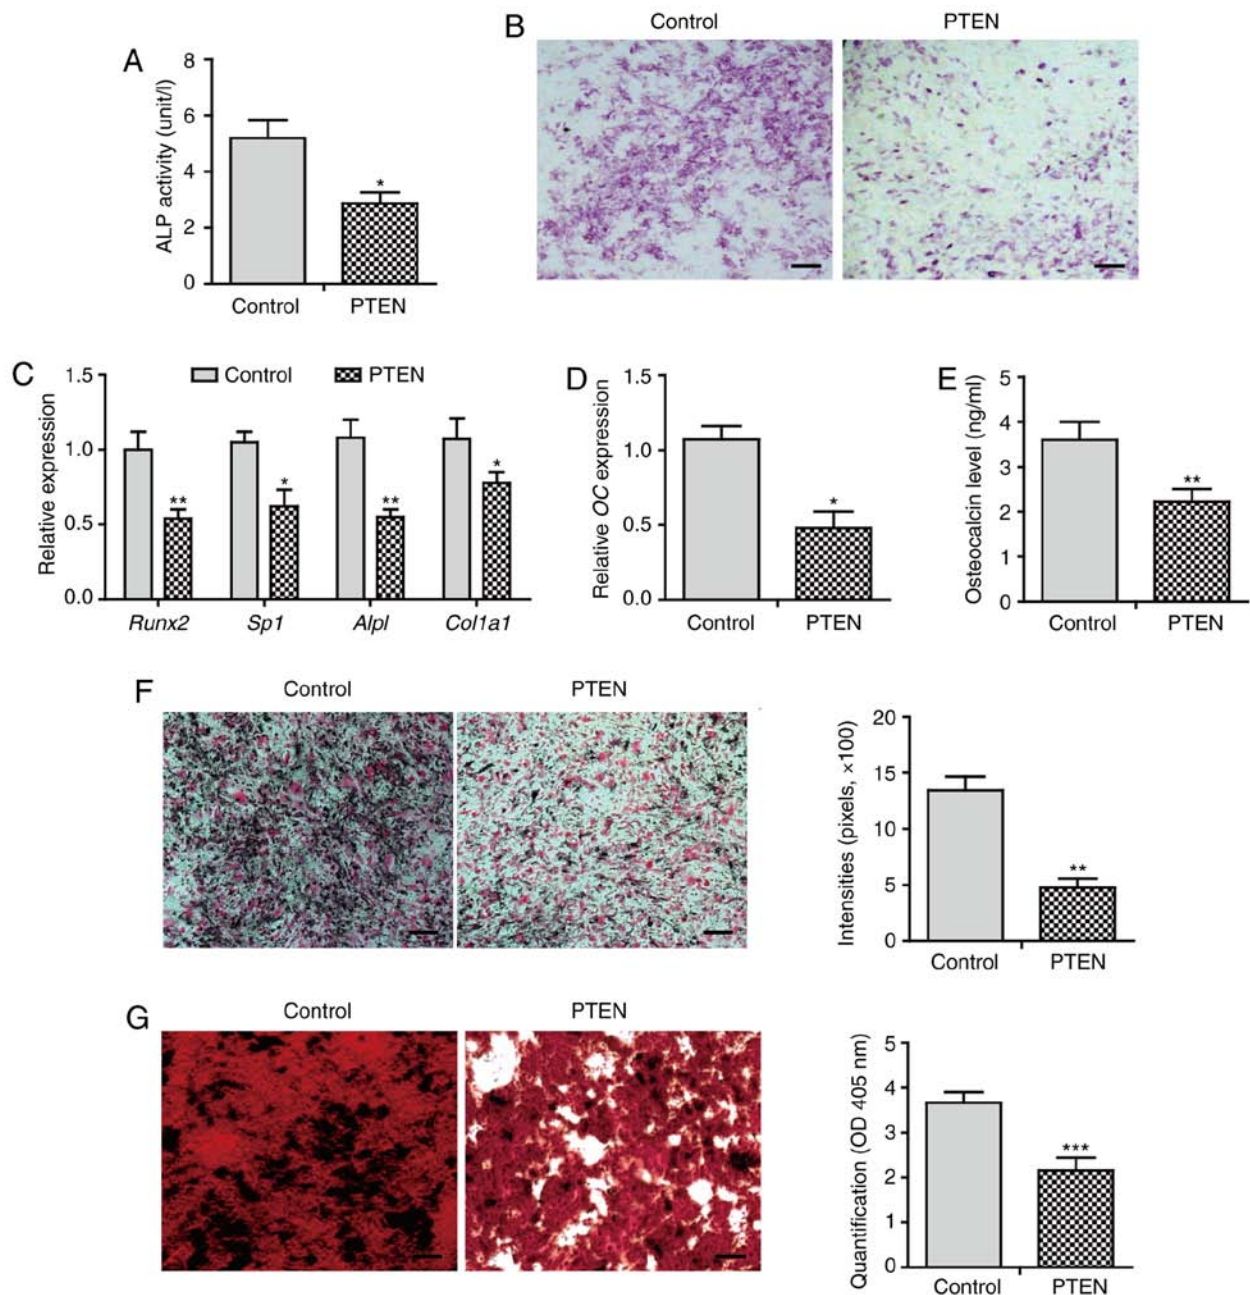 A
ALP activity (unit/l)
8
6
4
2
0
*
Control PTEN
B
Control PTEN
C
Control PTEN
Relative expression
1.5
1.0
0.5
0.0
** * ** *
Runx2 Sp1 Alpl Col1a1
D
Relative OC expression
1.5
1.0
0.5
0.0
*
Control PTEN
E
Osteocalcin level (ng/ml)
5
4
3
2
1
0
**
Control PTEN
F
Control PTEN
Intensities (pixels, ×100)
20
15
10
5
0
**
Control PTEN
G
Control PTEN
Quantification (OD 405 nm)
5
4
3
2
1
0
***
Control PTEN